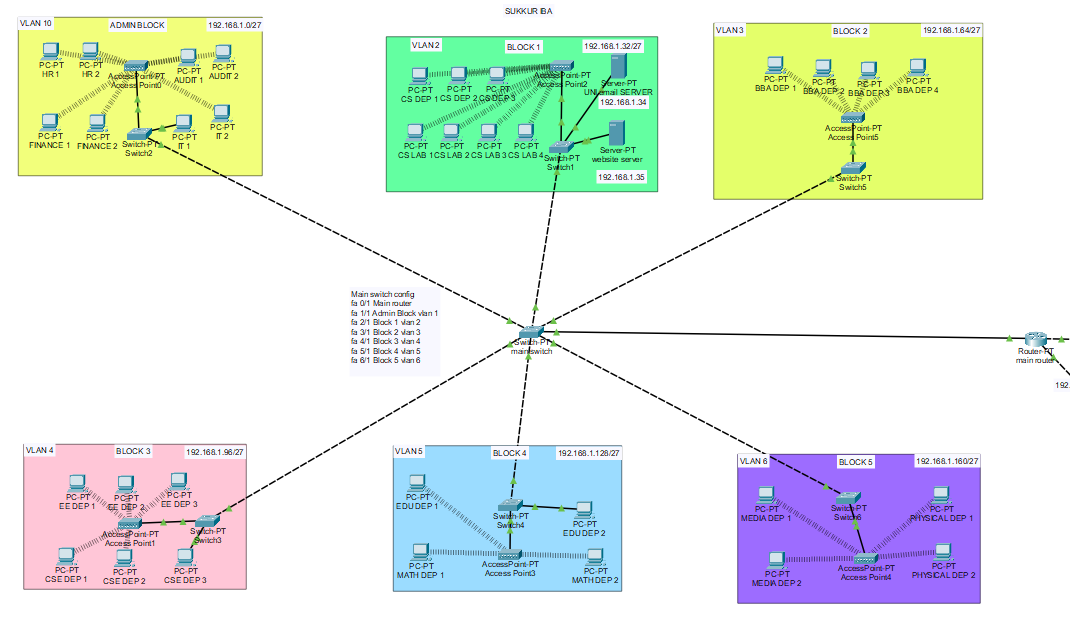 SUKKUR IBA
VLAN 10
ADMIN BLOCK
192.168.1.0/27
PC-PT
HR 1
PC-PT
HR 2
AccessPoint-PT
Access Point0
PC-PT
AUDIT 1
PC-PT
AUDIT 2
PC-PT
FINANCE 1
PC-PT
FINANCE 2
Switch-PT
Switch2
PC-PT
IT 1
PC-PT
IT 2
VLAN 2
BLOCK 1
192.168.1.32/27
PC-PT
CS DEP 1
PC-PT
CS DEP 2
PC-PT
CS DEP 3
AccessPoint-PT
Access Point2
Server-PT
UNI email SERVER
192.168.1.34
PC-PT
CS LAB 1
PC-PT
CS LAB 2
PC-PT
CS LAB 3
PC-PT
CS LAB 4
Switch-PT
Switch1
Server-PT
website server
192.168.1.35
VLAN 3
BLOCK 2
192.168.1.64/27
PC-PT
BBA DEP 1
PC-PT
BBA DEP 2
PC-PT
BBA DEP 3
PC-PT
BBA DEP 4
AccessPoint-PT
Access Point5
Switch-PT
Switch5
Main switch config
fa 0/1 Main router
fa 1/1 Admin Block vlan 1
fa 2/1 Block 1 vlan 2
fa 3/1 Block 2 vlan 3
fa 4/1 Block 3 vlan 4
fa 5/1 Block 4 vlan 5
fa 6/1 Block 5 vlan 6
Switch-PT
main switch
Router-PT
main router
192.
VLAN 4
BLOCK 3
192.168.1.96/27
PC-PT
EE DEP 1
PC-PT
EE DEP 2
PC-PT
EE DEP 3
AccessPoint-PT
Access Point1
Switch-PT
Switch3
PC-PT
CSE DEP 1
PC-PT
CSE DEP 2
PC-PT
CSE DEP 3
VLAN 5
BLOCK 4
192.168.1.128/27
PC-PT
EDU DEP 1
Switch-PT
Switch4
PC-PT
EDU DEP 2
PC-PT
MATH DEP 1
AccessPoint-PT
Access Point3
PC-PT
MATH DEP 2
VLAN 6
BLOCK 5
192.168.1.160/27
PC-PT
MEDIA DEP 1
Switch-PT
Switch6
PC-PT
PHYSICAL DEP 1
PC-PT
MEDIA DEP 2
AccessPoint-PT
Access Point4
PC-PT
PHYSICAL DEP 2